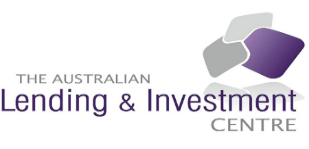 THE AUSTRALIAN
Lending & Investment
CENTRE